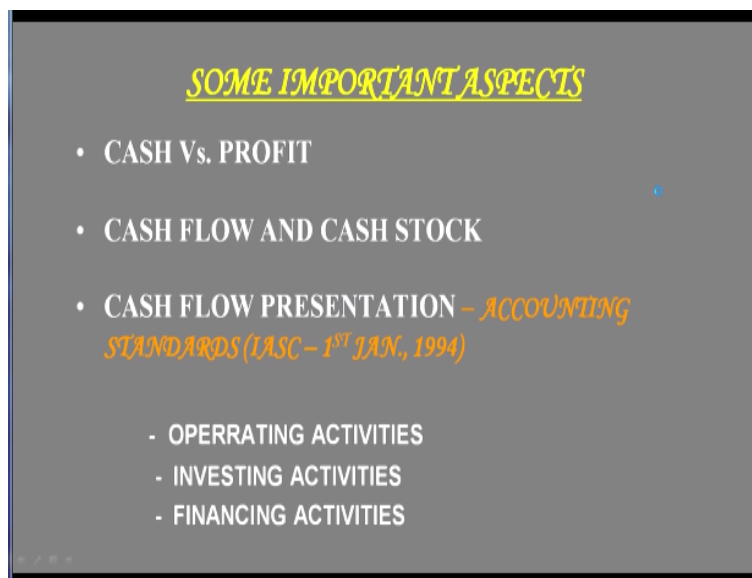 SOME IMPORTANT ASPECTS
• CASH Vs. PROFIT
• CASH FLOW AND CASH STOCK
• CASH FLOW PRESENTATION – ACCOUNTING
STANDARDS (IASC – 1ST JAN., 1994)
- OPERRATING ACTIVITIES
- INVESTING ACTIVITIES
- FINANCING ACTIVITIES